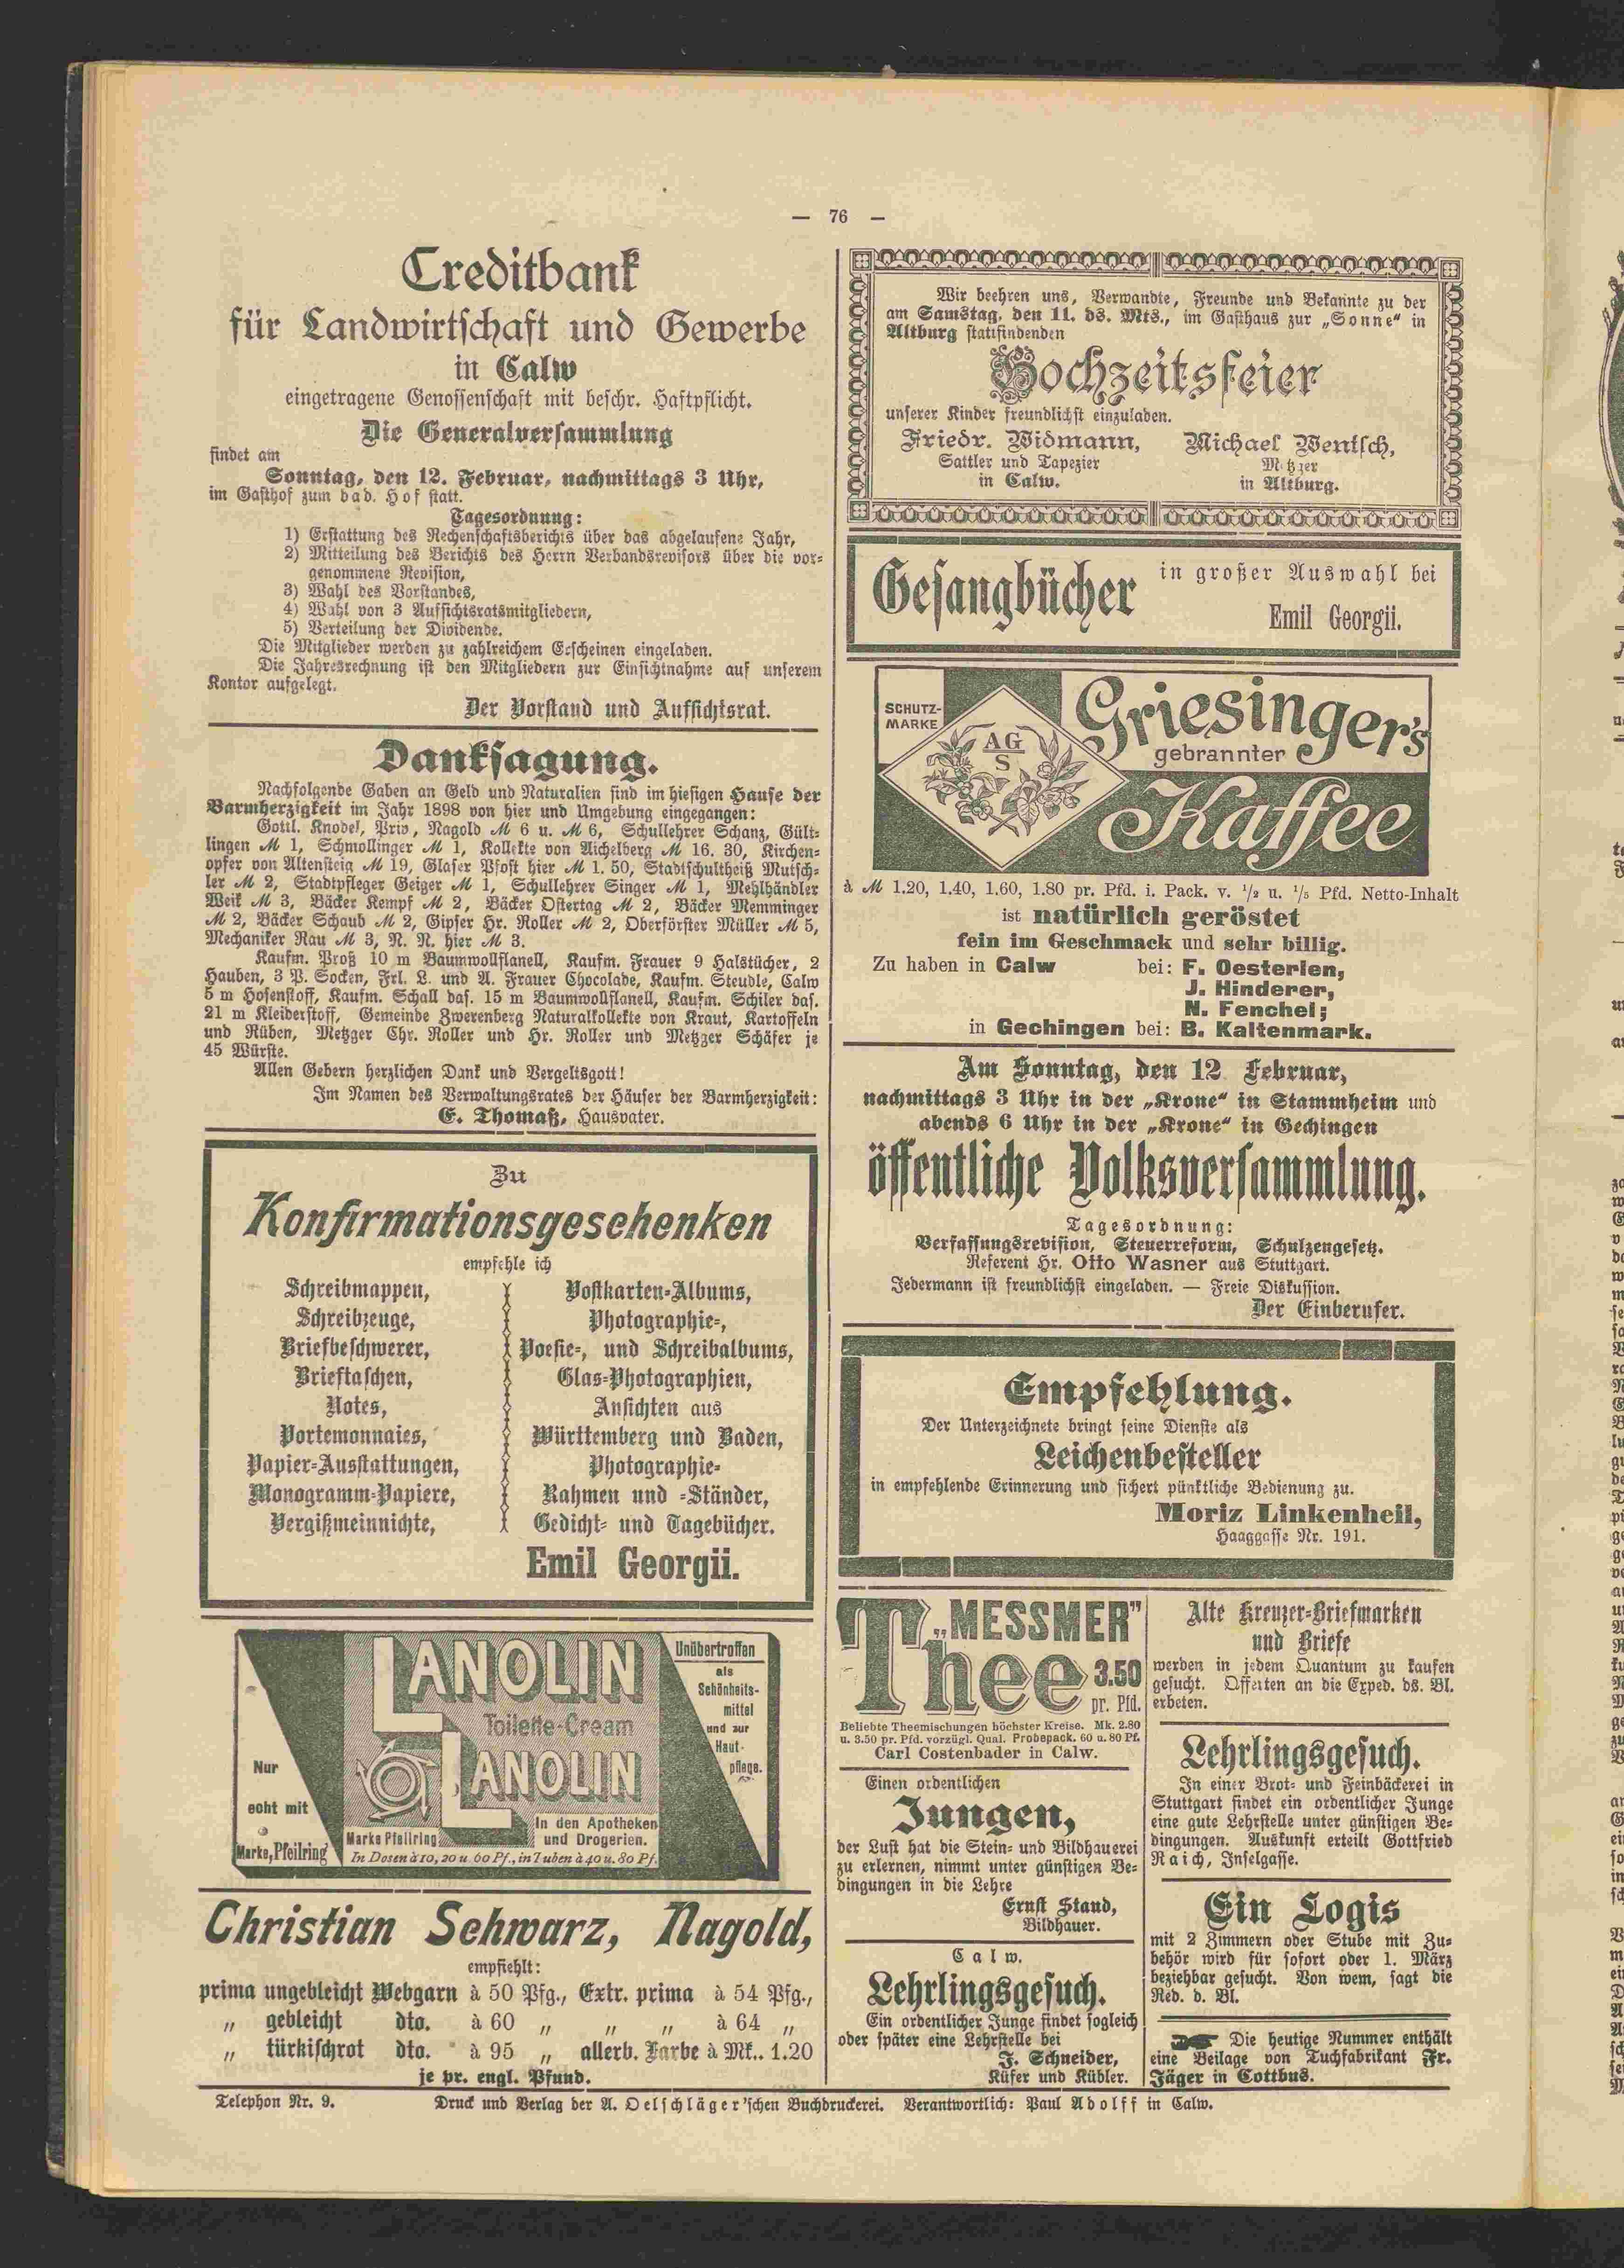 — 76 —
Creditbank
für Landwirtschaft und Gewerbe
in Calw
eingetragene Genossenschaft mit beschr. Haftpflicht.
Die Generalversammlung
findet am
Sonntag, den 12. Februar, nachmittags 3 Uhr,
im Gasthof zum bad. Hof statt.
Tagesordnung:
1) Erstattung des Rechenschaftsberichts über das abgelaufene Jahr,
2) Mitteilung des Berichts des Herrn Verbandsrevisors über die vor-
genommene Revision,
3) Wahl des Vorstandes,
4) Wahl von 3 Aufsichtsratsmitgliedern,
5) Verteilung der Dividende.
Die Mitglieder werden zu zahlreichem Erscheinen eingeladen.
Die Jahresrechnung ist den Mitgliedern zur Einsichtnahme auf unserem
Kontor aufgelegt.
Der Vorstand und Aufsichtsrat.
Danksagung.
Nachfolgende Gaben an Geld und Naturalien sind im hiesigen Hause der
Barmherzigkeit im Jahr 1898 von hier und Umgebung eingegangen:
Gottl. Knodel, Priv, Nagold M 6 u. M 6, Schullehrer Schanz, Gült-
lingen M 1, Schmollinger M 1, Kollekte von Aichelberg M 16. 30, Kirchen-
opfer von Altensteig M 19, Glaser Pfost hier M 1. 50, Stadtschultheiß Mutsch-
ler M 2, Stadtpfleger Geiger M 1, Schullehrer Singer M 1, Mehlhändler
Weik M 3, Bäcker Kempf M 2, Bäcker Ostertag M 2, Bäcker Memminger
M 2, Bäcker Schaub M 2, Gipser Hr. Roller M 2, Oberförster Müller M 5,
Mechaniker Rau M 3, N. N. hier M 3.
Kaufm. Proß 10 m Baumwollflanell, Kaufm. Frauer 9 Halstücher, 2
Hauben, 3 P. Socken, Frl. L. und A. Frauer Chocolade, Kaufm. Steudle, Calw
5 m Hosenstoff, Kaufm. Schall das. 15 m Baumwollflanell, Kaufm. Schiler das.
21 m Kleiderstoff, Gemeinde Zwerenberg Naturalkollekte von Kraut, Kartoffeln
und Rüben, Metzger Chr. Roller und Hr. Roller und Metzger Schäfer je
45 Würste.
Allen Gebern herzlichen Dank und Vergeltsgott!
Im Namen des Verwaltungsrates der Häuser der Barmherzigkeit:
E. Thomaß, Hausvater.
Zu
Konfirmationsgeschenken
empfehle ich
Schreibmappen,
Schreibzeuge,
Briefbeschwerer,
Brieftaschen,
Notes,
Portemonnaies,
Papier-Ausstattungen,
Monogramm-Papiere,
Vergißmeinnichte,
Postkarten-Albums,
Photographie-,
Poesie-, und Schreibalbums,
Glas-Photographien,
Ansichten aus
Württemberg und Baden,
Photographie-
Rahmen und -Ständer,
Gedicht- und Tagebücher.
Emil Georgii.
LANOLIN
Toilette-Cream
LANOLIN
Unübertroffen
als
Schönheits-
mittel
und zur
Haut-
pflege.
Nur
echt mit
Marke, Pfeilring
Marke Pfeilring
In den Apotheken
und Drogerien.
In Dosen à 10, 20 u. 60 Pf., in Tuben à 40 u. 80 Pf.
Christian Schwarz, Nagold,
empfiehlt:
prima ungebleicht Webgarn à 50 Pfg., Extr. prima à 54 Pfg.,
„ gebleicht dto. à 60 „ „ „ à 64 „
„ türkischrot dto. à 95 „ allerb. Farbe à Mk.. 1.20
je pr. engl. Pfund.
Wir beehren uns, Verwandte, Freunde und Bekannte zu der
am Samstag, den 11. ds. Mts., im Gasthaus zur „Sonne“ in
Altburg stattfindenden
Hochzeitsfeier
unserer Kinder freundlichst einzuladen.
Friedr. Widmann,
Sattler und Tapezier
in Calw.
Michael Wentsch,
Metzger
in Altburg.
Gesangbücher in großer Auswahl bei
Emil Georgii.
SCHUTZ-
MARKE
AG
S
Griesinger's
gebrannter
Kaffee
à M 1.20, 1.40, 1.60, 1.80 pr. Pfd. i. Pack. v. 1/2 u. 1/5 Pfd. Netto-Inhalt
ist natürlich geröstet
fein im Geschmack und sehr billig.
Zu haben in Calw bei: F. Oesterlen,
J. Hinderer,
N. Fenchel;
in Gechingen bei: B. Kaltenmark.
Am Sonntag, den 12 Februar,
nachmittags 3 Uhr in der „Krone“ in Stammheim und
abends 6 Uhr in der „Krone“ in Gechingen
öffentliche Volksversammlung.
Tagesordnung:
Verfassungsrevision, Steuerreform, Schulzengesetz.
Referent Hr. Otto Wasner aus Stuttgart.
Jedermann ist freundlichst eingeladen. — Freie Diskussion.
Der Einberufer.
Empfehlung.
Der Unterzeichnete bringt seine Dienste als
Leichenbesteller
in empfehlende Erinnerung und sichert pünktliche Bedienung zu.
Moriz Linkenheil,
Haaggasse Nr. 191.
„MESSMER”
Thee 3.50
pr. Pfd.
Beliebte Theemischungen höchster Kreise. Mk. 2.80
u. 3.50 pr. Pfd. vorzügl. Qual. Probepack. 60 u. 80 Pf.
Carl Costenbader in Calw.
Einen ordentlichen
Jungen,
der Lust hat die Stein- und Bildhauerei
zu erlernen, nimmt unter günstigen Be-
dingungen in die Lehre
Ernst Stand,
Bildhauer.
Calw.
Lehrlingsgesuch.
Ein ordentlicher Junge findet sogleich
oder später eine Lehrstelle bei
J. Schneider,
Küfer und Kübler.
Alte Kreuzer-Briefmarken
und Briefe
werden in jedem Quantum zu kaufen
gesucht. Offerten an die Exped. ds. Bl.
erbeten.
Lehrlingsgesuch.
In einer Brot- und Feinbäckerei in
Stuttgart findet ein ordentlicher Junge
eine gute Lehrstelle unter günstigen Be-
dingungen. Auskunft erteilt Gottfried
Raich, Inselgasse.
Ein Logis
mit 2 Zimmern oder Stube mit Zu-
behör wird für sofort oder 1. März
beziehbar gesucht. Von wem, sagt die
Red. d. Bl.
Die heutige Nummer enthält
eine Beilage von Tuchfabrikant Fr.
Jäger in Cottbus.
Telephon Nr. 9. Druck und Verlag der A. Oelschläger'schen Buchdruckerei. Verantwortlich: Paul Adolff in Calw.